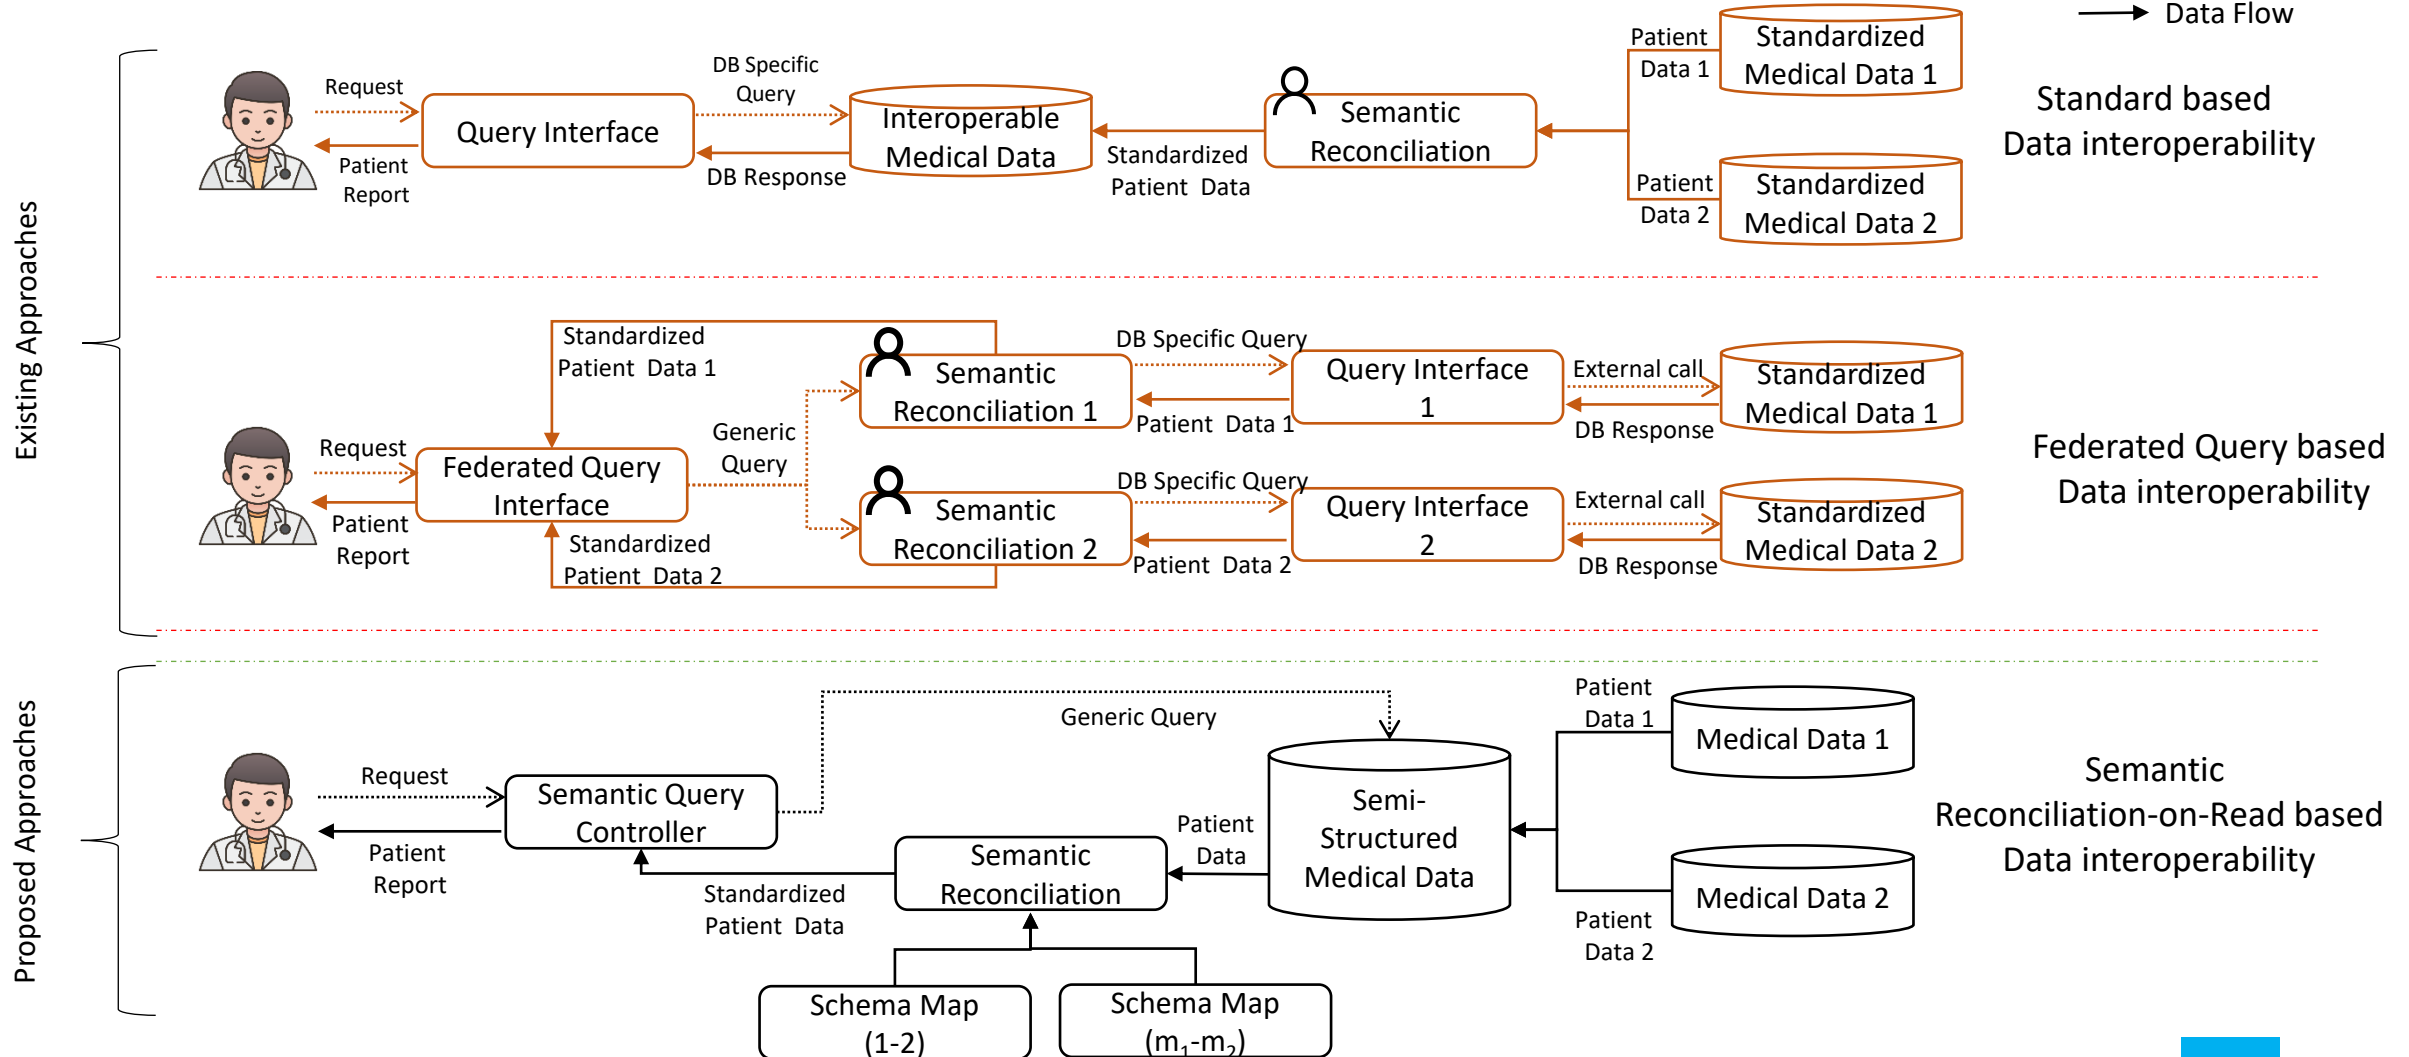 Data Flow
Existing Approaches
Request
Patient
Report
Query Interface
DB Specific
Query
DB Response
Interoperable
Medical Data
Standardized
Patient Data
Semantic
Reconciliation
Patient
Data 1
Patient
Data 2
Standardized
Medical Data 1
Standardized
Medical Data 2
Standard based
Data interoperability
Request
Patient
Report
Federated Query
Interface
Standardized
Patient Data 1
Standardized
Patient Data 2
Generic
Query
Semantic
Reconciliation 1
Semantic
Reconciliation 2
DB Specific Query
Patient Data 1
DB Specific Query
Patient Data 2
Query Interface
1
Query Interface
2
External call
DB Response
External call
DB Response
Standardized
Medical Data 1
Standardized
Medical Data 2
Federated Query based
Data interoperability
Proposed Approaches
Request
Patient
Report
Semantic Query
Controller
Generic Query
Standardized
Patient Data
Semantic
Reconciliation
Schema Map
(1-2)
Schema Map
(m₁-m₂)
Patient
Data
Semi-
Structured
Medical Data
Patient
Data 1
Patient
Data 2
Medical Data 1
Medical Data 2
Semantic
Reconciliation-on-Read based
Data interoperability